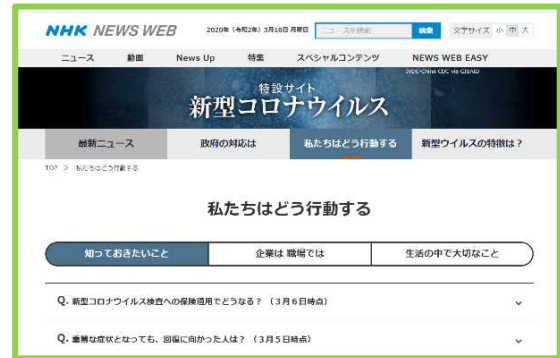 NHK NEWS WEB 2020年(令和2年) 3月16日 月曜日 ニュースを検索 検索 文字サイズ 小 中 大
ニュース 動画 News Up 特集 スペシャルコンテンツ NEWS WEB EASY
IVDC-China CDC via GISAID
特設サイト
新型コロナウイルス
最新ニュース 政府の対応は 私たちはどう行動する 新型ウイルスの特徴は?
TOP > 私たちはどう行動する
私たちはどう行動する
知っておきたいこと 企業は 職場では 生活の中で大切なこと
Q. 新型コロナウイルス検査への保険適用でどうなる? (3月6日時点)
Q. 重篤な症状となっても、回復に向かった人は? (3月5日時点)